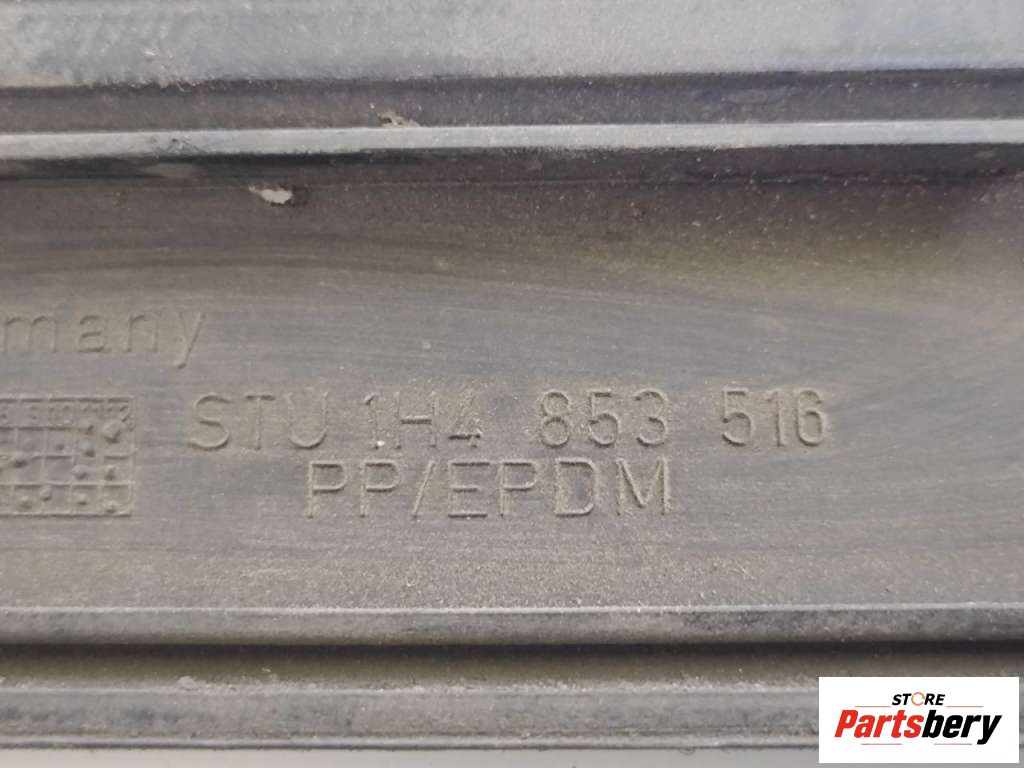 many
STU 1H4 853 516
PP/EPDM
STORE
Partsbery